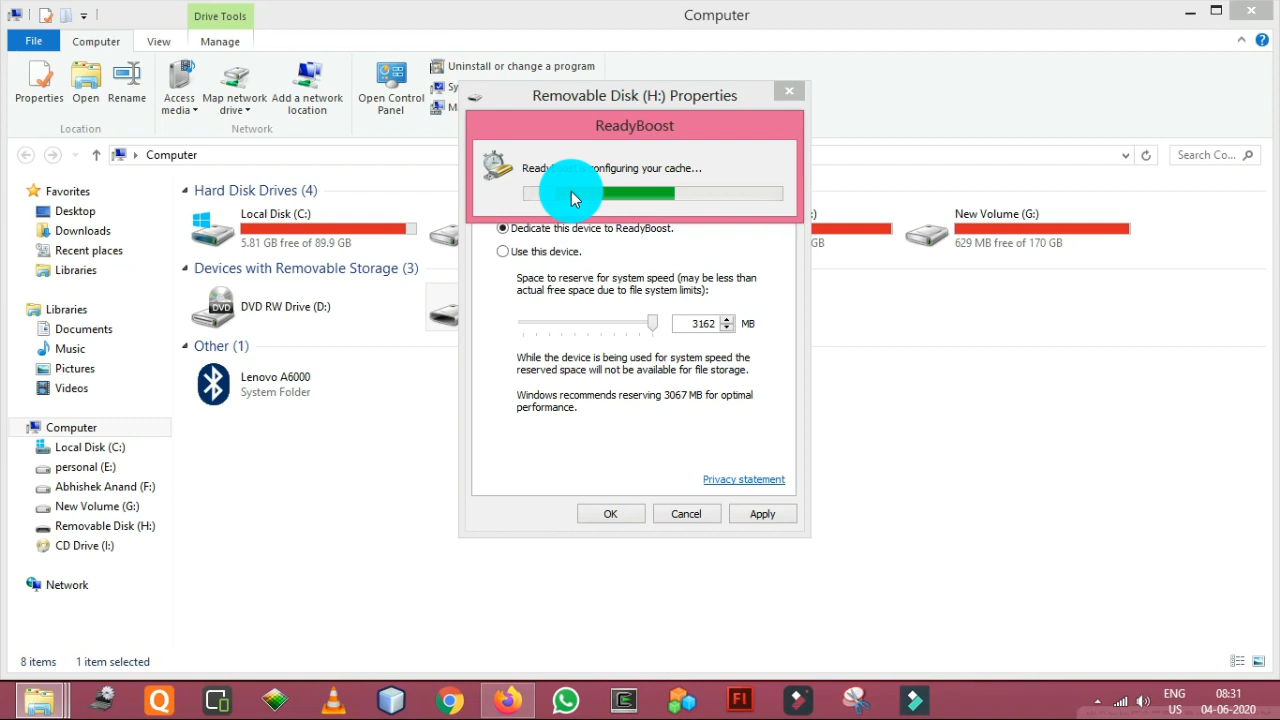 Drive Tools
Computer
File
Computer
View
Manage
Properties
Open
Rename
Access media
Map network drive
Add a network location
Open Control Panel
Uninstall or change a program
Location
Network
Computer
Search Co...
Favorites
Desktop
Downloads
Recent places
Libraries
Libraries
Documents
Music
Pictures
Videos
Computer
Local Disk (C:)
personal (E:)
Abhishek Anand (F:)
New Volume (G:)
Removable Disk (H:)
CD Drive (I:)
Network
Hard Disk Drives (4)
Local Disk (C:)
5.81 GB free of 89.9 GB
New Volume (G:)
629 MB free of 170 GB
GB
Devices with Removable Storage (3)
DVD
DVD RW Drive (D:)
Other (1)
Lenovo A6000
System Folder
Removable Disk (H:) Properties
ReadyBoost
configuring your cache...
Dedicate this device to ReadyBoost.
Use this device.
Space to reserve for system speed (may be less than
actual free space due to file system limits):
3162 MB
While the device is being used for system speed the
reserved space will not be available for file storage.
Windows recommends reserving 3067 MB for optimal
performance.
Privacy statement
OK
Cancel
Apply
8 items 1 item selected
ENG
US
08:31
04-06-2020